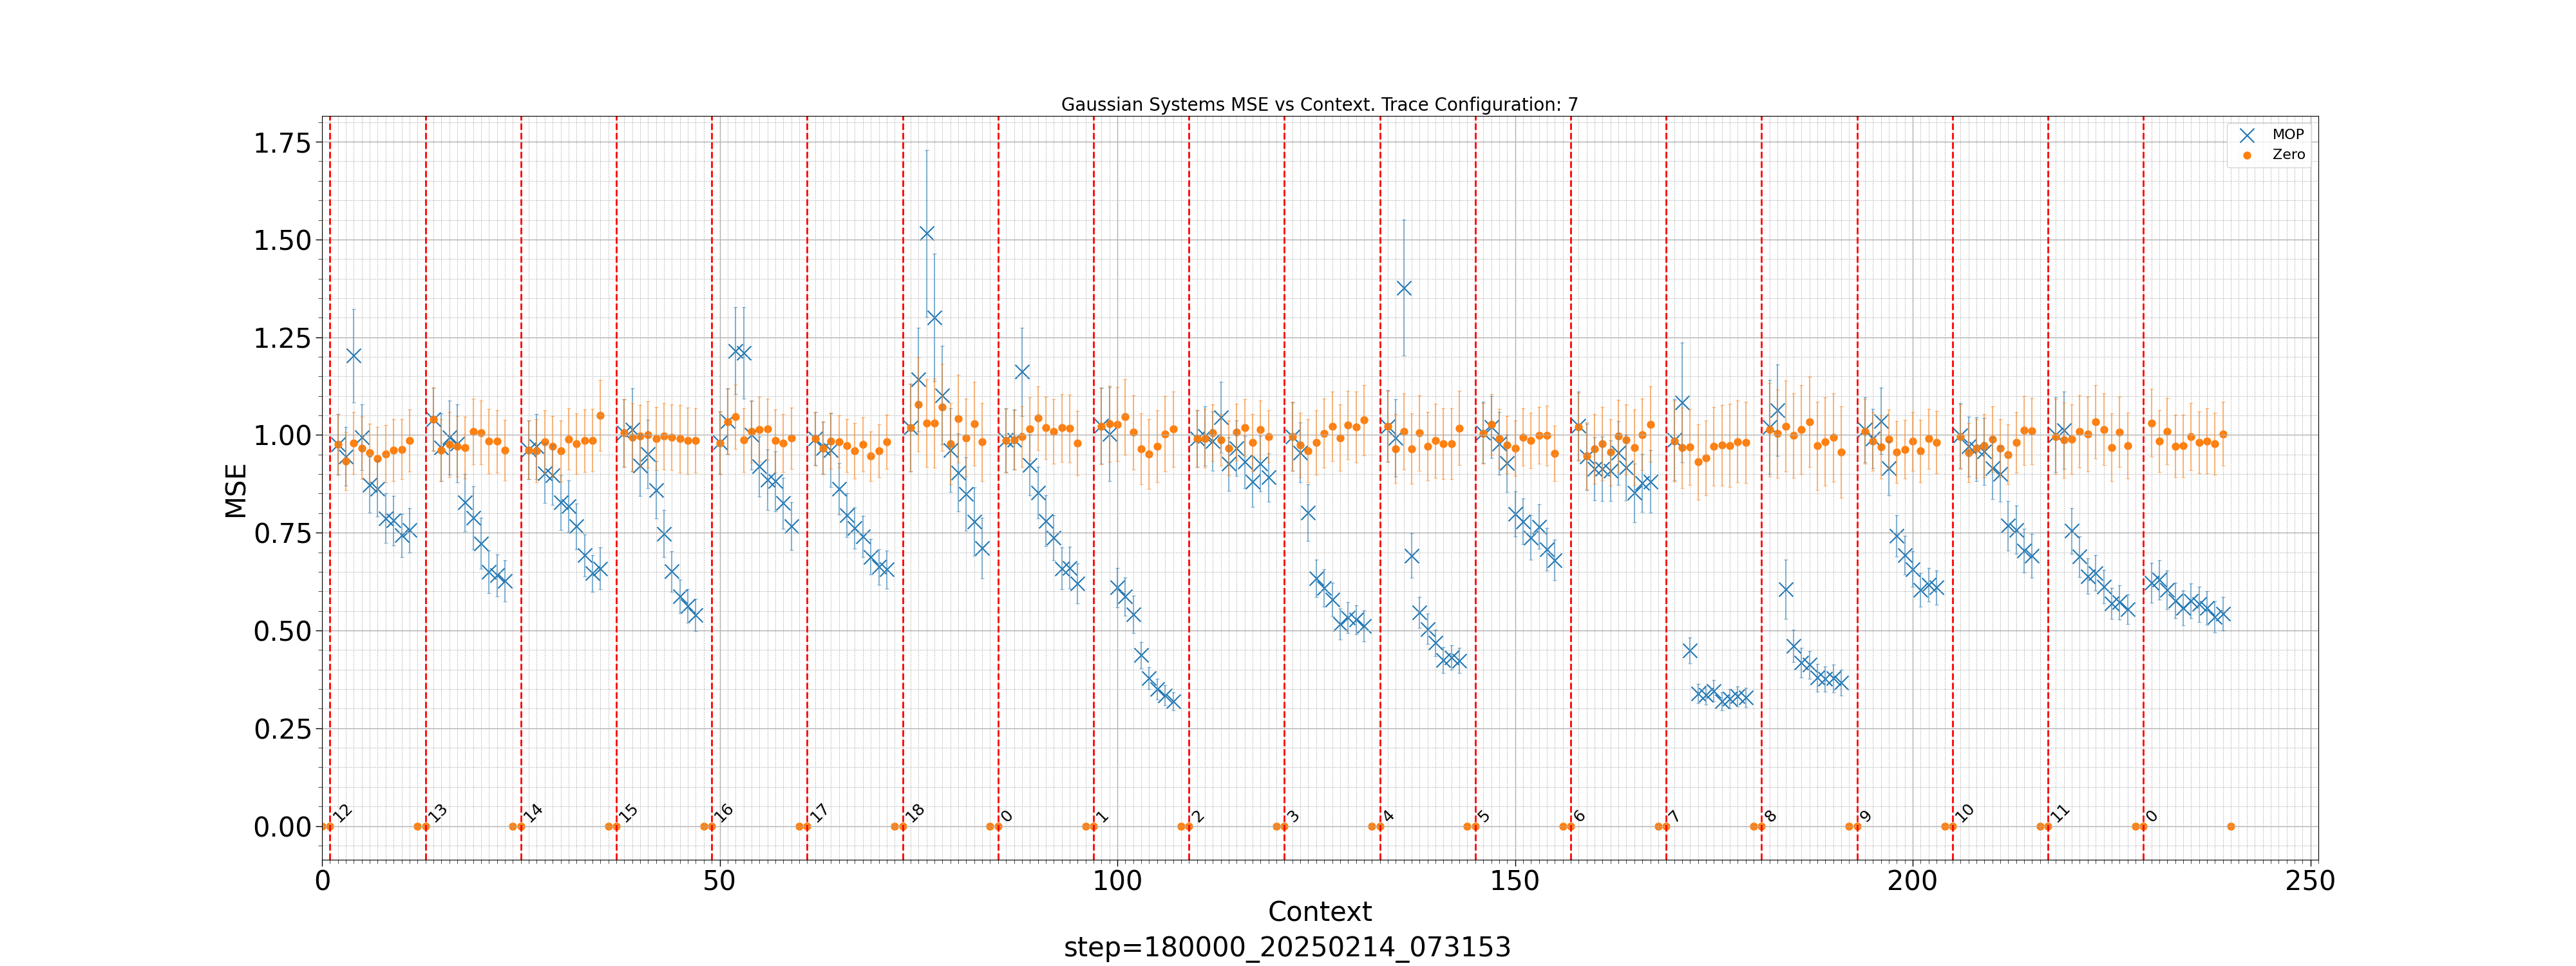 Gaussian Systems MSE vs Context. Trace Configuration: 7
MOP
Zero
MSE
1.75
1.50
1.25
1.00
0.75
0.50
0.25
0.00
12 13 14 15 16 17 18 0 1 2 3 4 5 6 7 8 9 10 11 0
0 50 100 150 200 250
Context
step=180000_20250214_073153